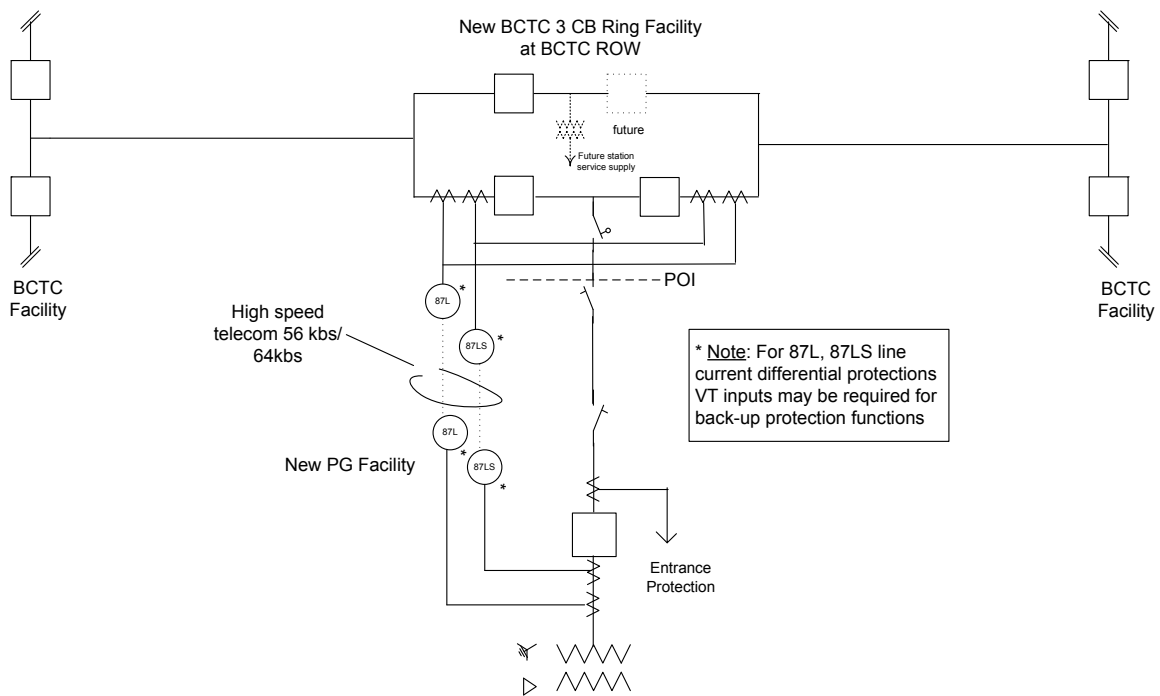 New BCTC 3 CB Ring Facility
at BCTC ROW
future
Future station
service supply
BCTC
Facility
BCTC
Facility
POI
87L
*
High speed
telecom 56 kbs/
64kbs
87LS
*
* Note: For 87L, 87LS line
current differential protections
VT inputs may be required for
back-up protection functions
87L
*
New PG Facility
87LS
*
Entrance
Protection